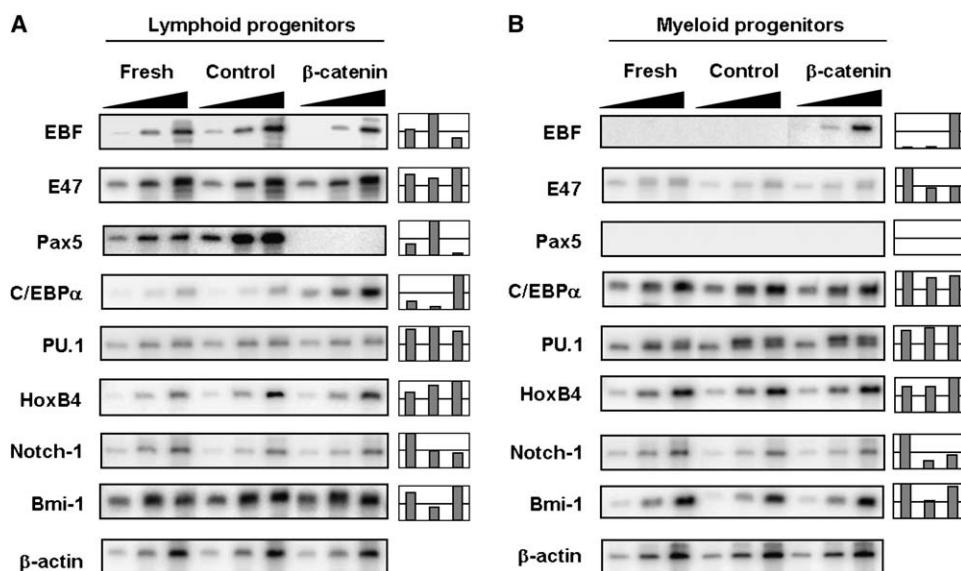 A
Lymphoid progenitors
Fresh Control β-catenin
EBF
E47
Pax5
C/EBPα
PU.1
HoxB4
Notch-1
Bmi-1
β-actin
B
Myeloid progenitors
Fresh Control β-catenin
EBF
E47
Pax5
C/EBPα
PU.1
HoxB4
Notch-1
Bmi-1
β-actin